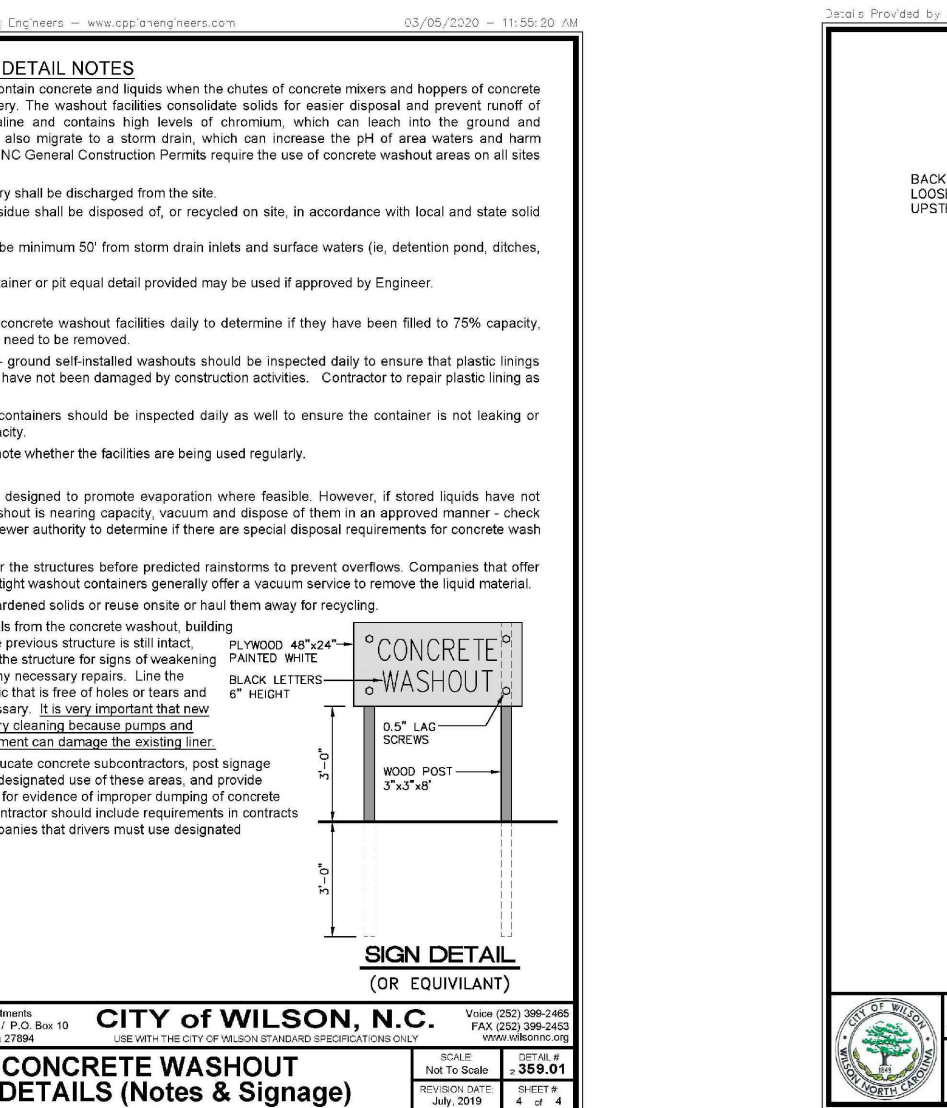 Engineers – www.applianengineers.com
03/05/2020 – 11:55:20 AM
Details Provided by
DETAIL NOTES
contain concrete and liquids when the chutes of concrete mixers and hoppers of concrete
The washout facilities consolidate solids for easier disposal and prevent runoff of
and contains high levels of chromium, which can leach into the ground and
also migrate to a storm drain, which can increase the pH of area waters and harm
NC General Construction Permits require the use of concrete washout areas on all sites
shall be discharged from the site.
shall be disposed of, or recycled on site, in accordance with local and state solid
be minimum 50' from storm drain inlets and surface waters (ie, detention pond, ditches,
or pit equal detail provided may be used if approved by Engineer.
concrete washout facilities daily to determine if they have been filled to 75% capacity,
need to be removed.
- ground self-installed washouts should be inspected daily to ensure that plastic linings
have not been damaged by construction activities. Contractor to repair plastic lining as
containers should be inspected daily as well to ensure the container is not leaking or
acity.
note whether the facilities are being used regularly.
designed to promote evaporation where feasible. However, if stored liquids have not
shout is nearing capacity, vacuum and dispose of them in an approved manner - check
ewer authority to determine if there are special disposal requirements for concrete wash
r the structures before predicted rainstorms to prevent overflows. Companies that offer
tight washout containers generally offer a vacuum service to remove the liquid material.
ardened solids or reuse onsite or haul them away for recycling.
ls from the concrete washout, building
e previous structure is still intact,
the structure for signs of weakening
ny necessary repairs. Line the
ic that is free of holes or tears and
ssary. It is very important that new
ry cleaning because pumps and
ment can damage the existing liner.
ucate concrete subcontractors, post signage
designated use of these areas, and provide
for evidence of improper dumping of concrete
ntractor should include requirements in contracts
panies that drivers must use designated
PLYWOOD 48"x24"
PAINTED WHITE
BLACK LETTERS
6" HEIGHT
CONCRETE
WASHOUT
0.5" LAG
SCREWS
WOOD POST
3"x3"x8'
3'-0"
3'-0"
SIGN DETAIL
(OR EQUIVILANT)
tments
/ P.O. Box 10
27894
CITY of WILSON, N.C.
USE WITH THE CITY OF WILSON STANDARD SPECIFICATIONS ONLY
Voice (252) 399-2465
FAX (252) 399-2453
www.wilsonnc.org
CONCRETE WASHOUT
DETAILS (Notes & Signage)
SCALE:
Not To Scale
DETAIL #
2 359.01
REVISION DATE:
July, 2019
SHEET #
4 of 4
BACK
LOOS
UPST
CITY OF WILSON
1849
NORTH CAROLINA